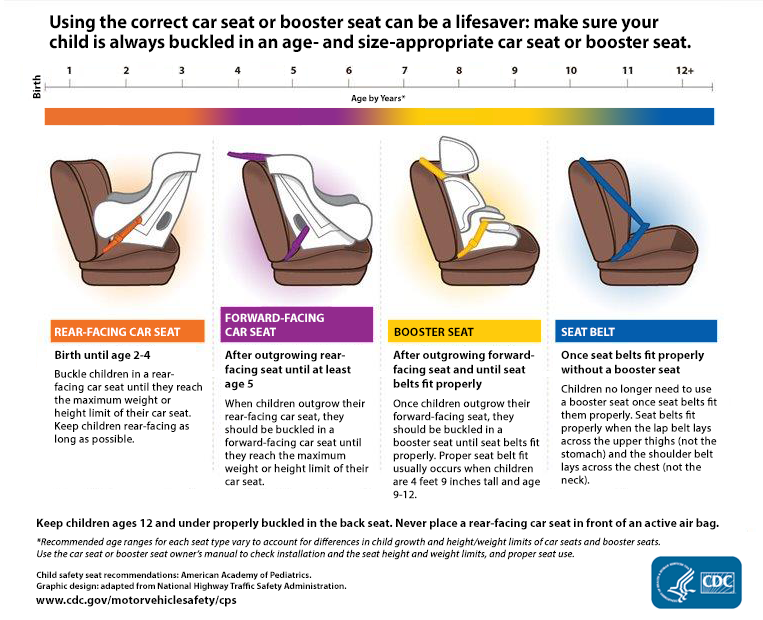 Using the correct car seat or booster seat can be a lifesaver: make sure your
child is always buckled in an age- and size-appropriate car seat or booster seat.
Birth 1 2 3 4 5 6 7 8 9 10 11 12+
Age by Years*
REAR-FACING CAR SEAT
Birth until age 2-4
Buckle children in a rear-
facing car seat until they reach
the maximum weight or
height limit of their car seat.
Keep children rear-facing as
long as possible.
FORWARD-FACING
CAR SEAT
After outgrowing rear-
facing seat until at least
age 5
When children outgrow their
rear-facing car seat, they
should be buckled in a
forward-facing car seat until
they reach the maximum
weight or height limit of their
car seat.
BOOSTER SEAT
After outgrowing forward-
facing seat and until seat
belts fit properly
Once children outgrow their
forward-facing seat, they
should be buckled in a
booster seat until seat belts fit
properly. Proper seat belt fit
usually occurs when children
are 4 feet 9 inches tall and age
9-12.
SEAT BELT
Once seat belts fit properly
without a booster seat
Children no longer need to use
a booster seat once seat belts fit
them properly. Seat belts fit
properly when the lap belt lays
across the upper thighs (not the
stomach) and the shoulder belt
lays across the chest (not the
neck).
Keep children ages 12 and under properly buckled in the back seat. Never place a rear-facing car seat in front of an active air bag.
*Recommended age ranges for each seat type vary to account for differences in child growth and height/weight limits of car seats and booster seats.
Use the car seat or booster seat owner's manual to check installation and the seat height and weight limits, and proper seat use.
Child safety seat recommendations: American Academy of Pediatrics.
Graphic design: adapted from National Highway Traffic Safety Administration.
www.cdc.gov/motorvehiclesafety/cps
CDC